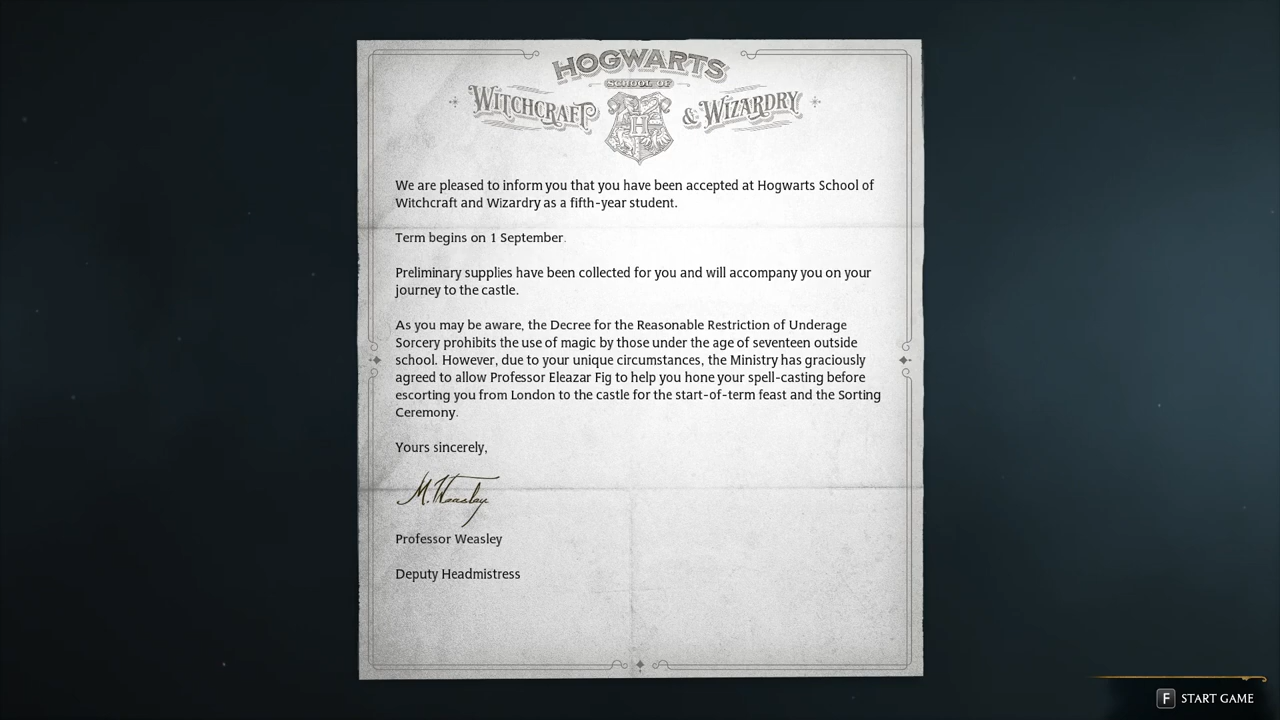 HOGWARTS
SCHOOL OF
WITCHCRAFT & WIZARDRY
H
We are pleased to inform you that you have been accepted at Hogwarts School of
Witchcraft and Wizardry as a fifth-year student.
Term begins on 1 September.
Preliminary supplies have been collected for you and will accompany you on your
journey to the castle.
As you may be aware, the Decree for the Reasonable Restriction of Underage
Sorcery prohibits the use of magic by those under the age of seventeen outside
school. However, due to your unique circumstances, the Ministry has graciously
agreed to allow Professor Eleazar Fig to help you hone your spell-casting before
escorting you from London to the castle for the start-of-term feast and the Sorting
Ceremony.
Yours sincerely,
M. Weasley
Professor Weasley
Deputy Headmistress
F START GAME